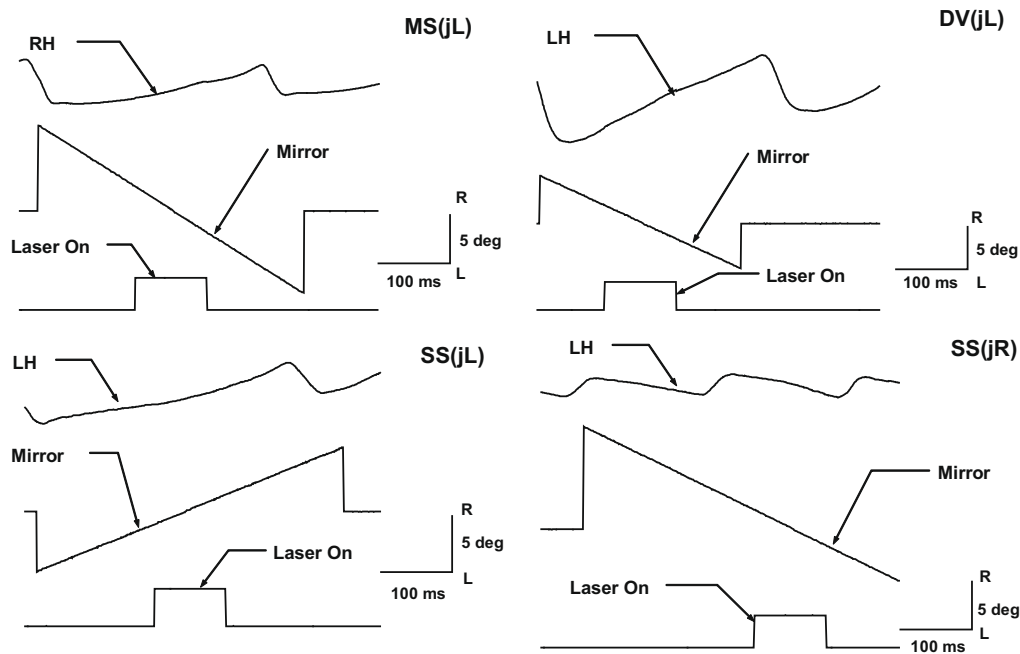 MS(jL)
RH
Mirror
Laser On
R
5 deg
100 ms
L
DV(jL)
LH
Mirror
R
5 deg
Laser On
100 ms
L
SS(jL)
LH
Mirror
R
5 deg
Laser On
L
100 ms
SS(jR)
LH
Mirror
R
Laser On
5 deg
L
100 ms